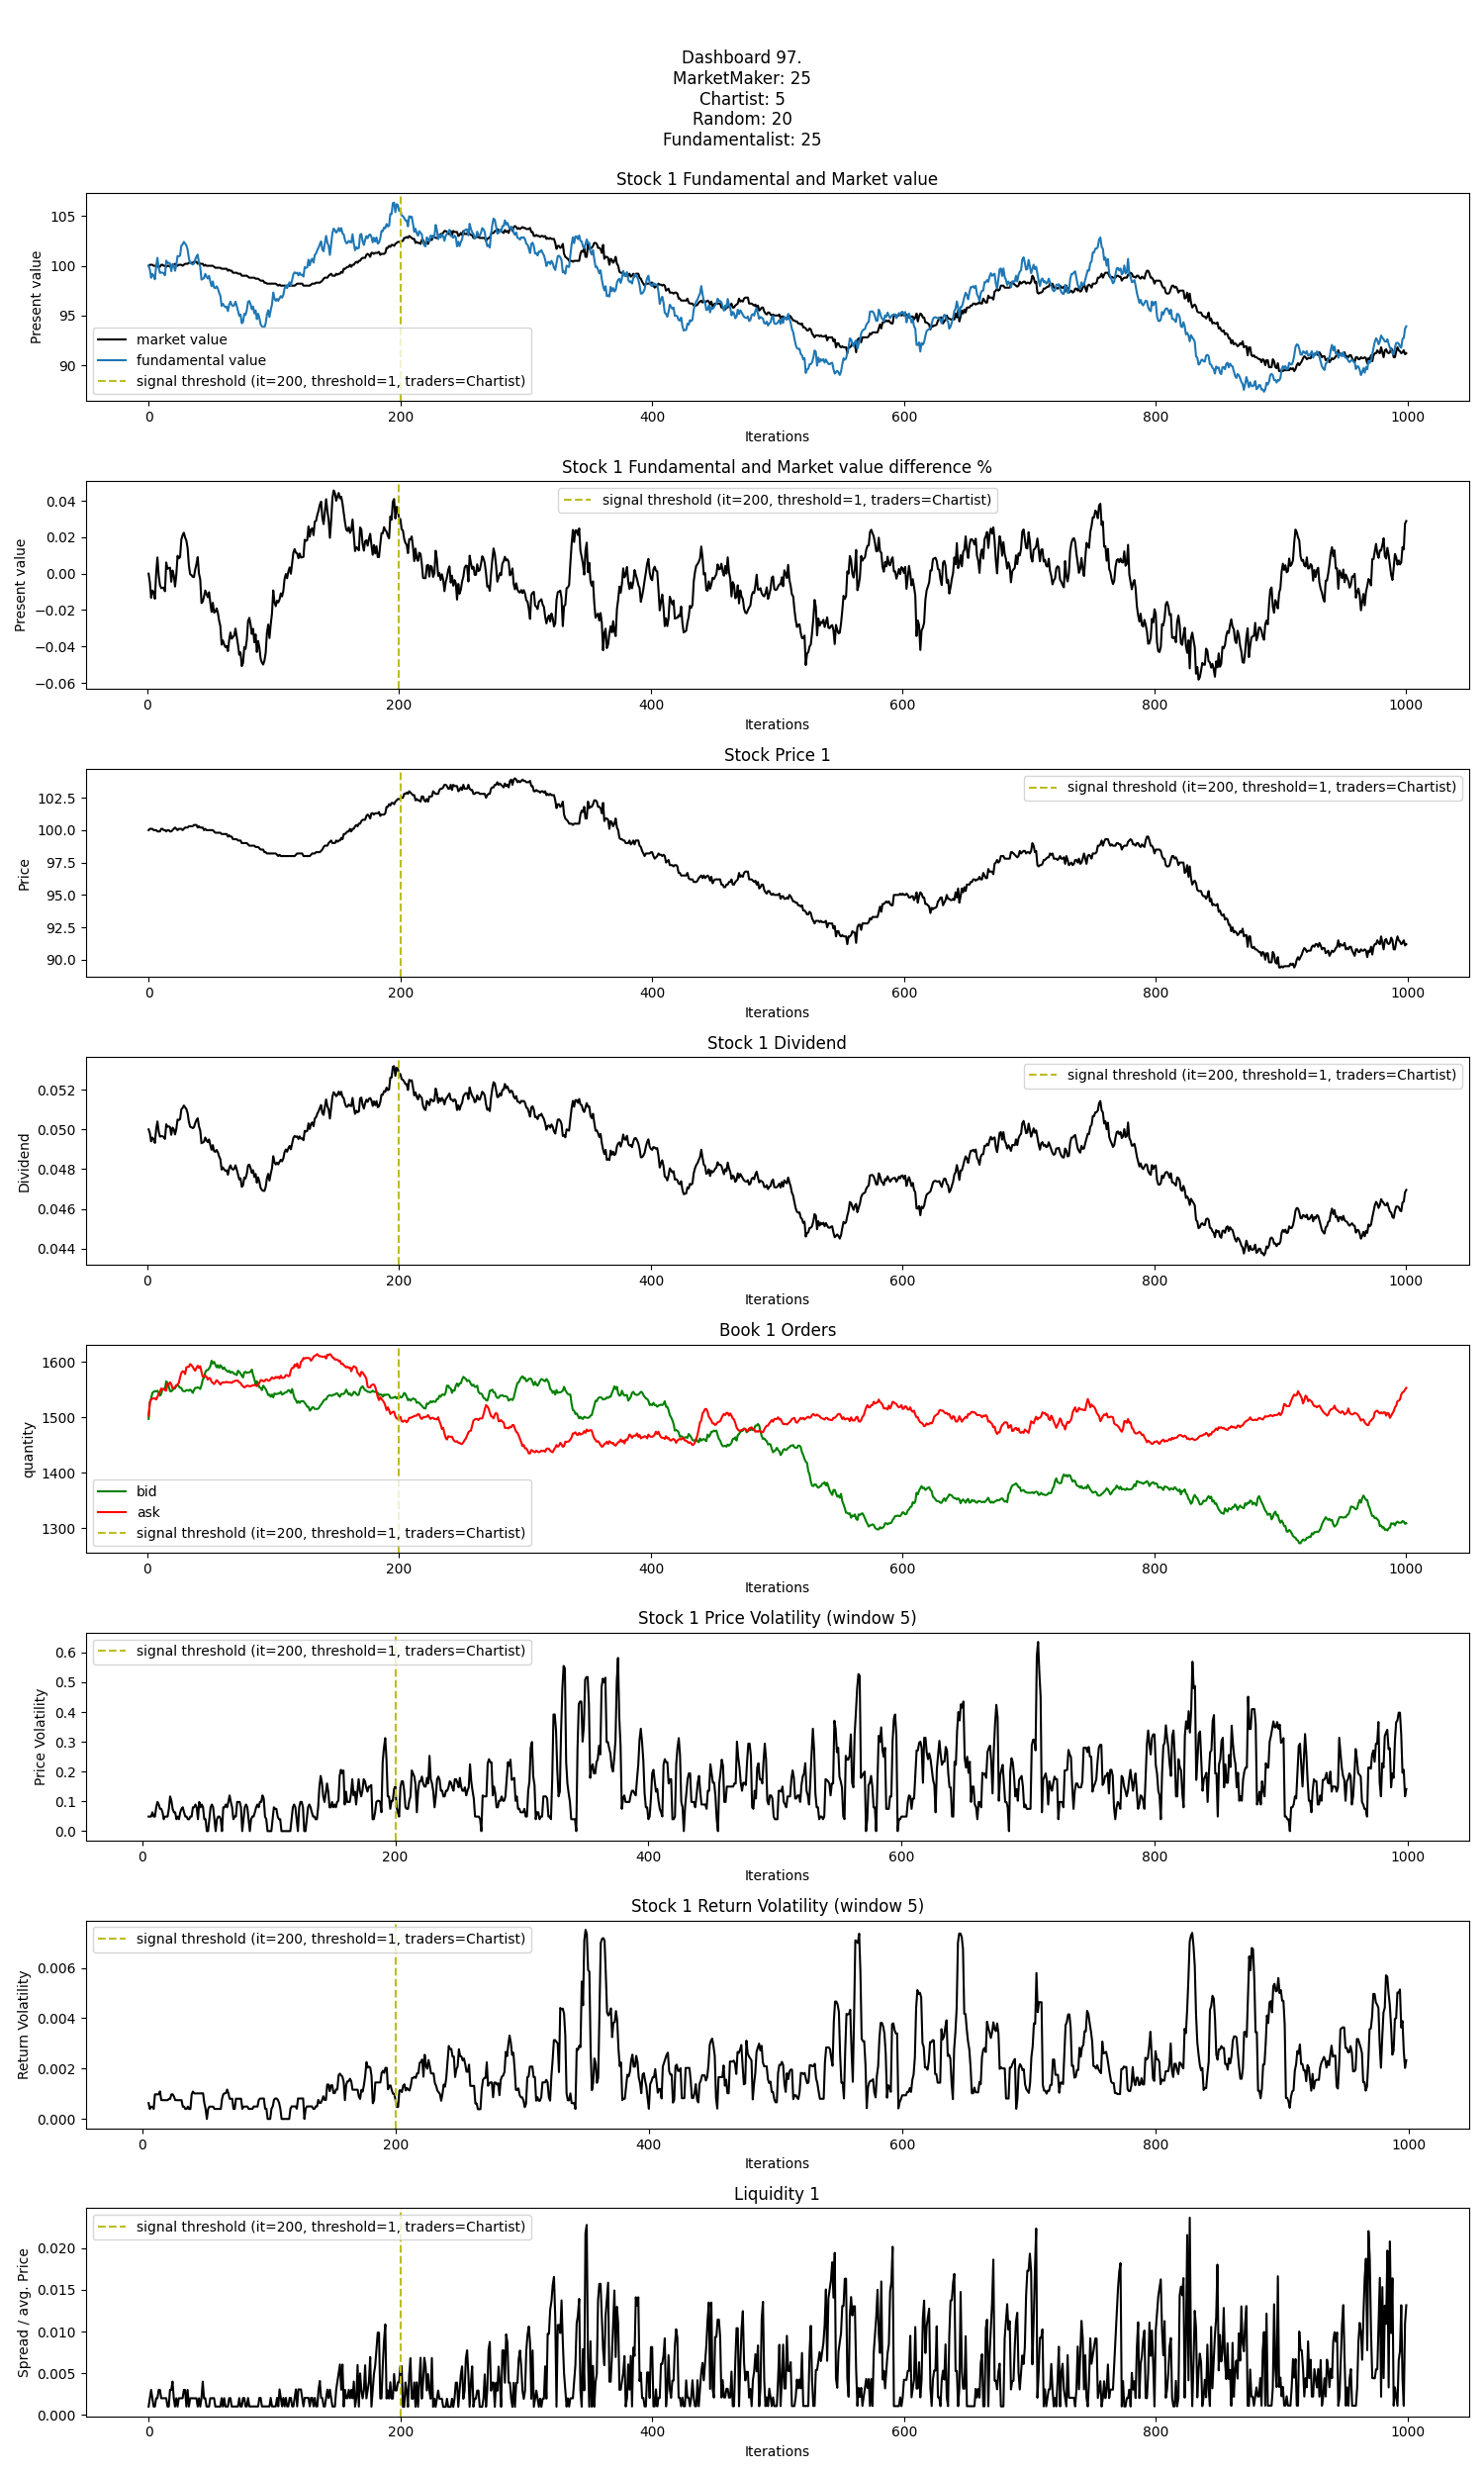 Dashboard 97.
MarketMaker: 25
Chartist: 5
Random: 20
Fundamentalist: 25
Stock 1 Fundamental and Market value
Present value
105
100
95
90
market value
fundamental value
signal threshold (it=200, threshold=1, traders=Chartist)
0 200 400 600 800 1000
Iterations
Stock 1 Fundamental and Market value difference %
Present value
0.04
0.02
0.00
−0.02
−0.04
−0.06
signal threshold (it=200, threshold=1, traders=Chartist)
0 200 400 600 800 1000
Iterations
Stock Price 1
Price
102.5
100.0
97.5
95.0
92.5
90.0
signal threshold (it=200, threshold=1, traders=Chartist)
0 200 400 600 800 1000
Iterations
Stock 1 Dividend
Dividend
0.052
0.050
0.048
0.046
0.044
signal threshold (it=200, threshold=1, traders=Chartist)
0 200 400 600 800 1000
Iterations
Book 1 Orders
quantity
1600
1500
1400
1300
bid
ask
signal threshold (it=200, threshold=1, traders=Chartist)
0 200 400 600 800 1000
Iterations
Stock 1 Price Volatility (window 5)
Price Volatility
0.6
0.5
0.4
0.3
0.2
0.1
0.0
signal threshold (it=200, threshold=1, traders=Chartist)
0 200 400 600 800 1000
Iterations
Stock 1 Return Volatility (window 5)
Return Volatility
0.006
0.004
0.002
0.000
signal threshold (it=200, threshold=1, traders=Chartist)
0 200 400 600 800 1000
Iterations
Liquidity 1
Spread / avg. Price
0.020
0.015
0.010
0.005
0.000
signal threshold (it=200, threshold=1, traders=Chartist)
0 200 400 600 800 1000
Iterations